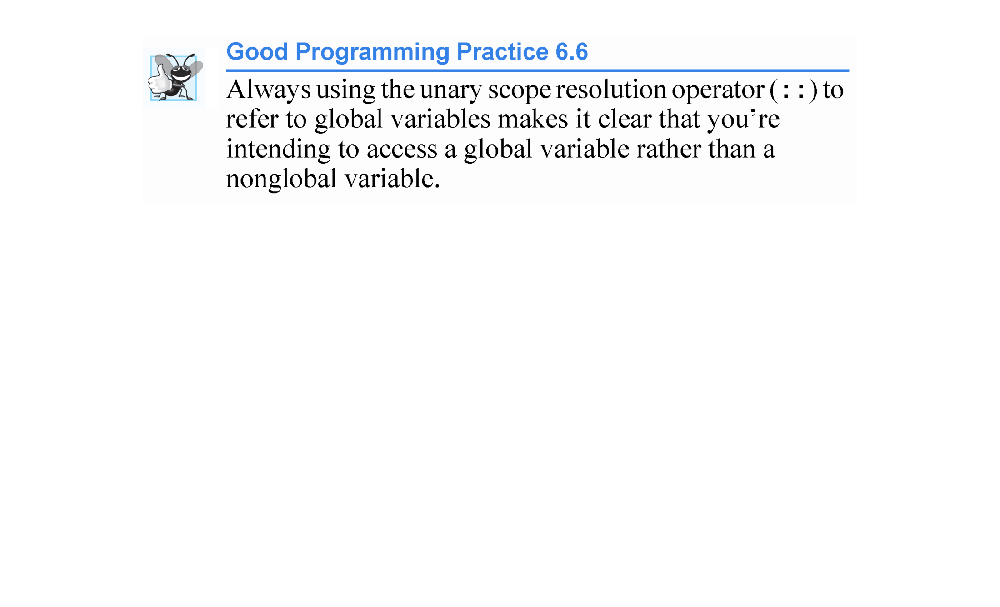 Good Programming Practice 6.6
Always using the unary scope resolution operator (::) to
refer to global variables makes it clear that you’re
intending to access a global variable rather than a
nonglobal variable.